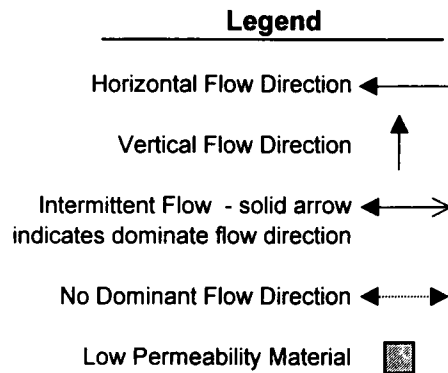 Legend
Horizontal Flow Direction
Vertical Flow Direction
Intermittent Flow - solid arrow
indicates dominate flow direction
No Dominant Flow Direction
Low Permeability Material